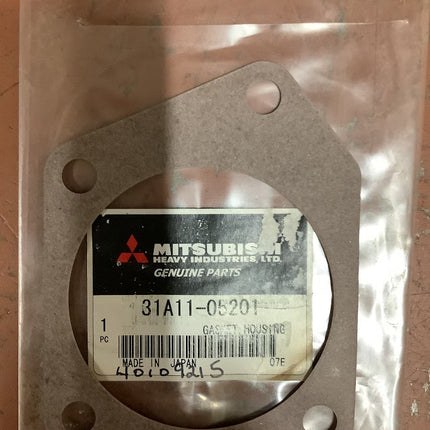 MITSUBISHI
HEAVY INDUSTRIES, LTD.
GENUINE PARTS
31A11-05201
1
PC
GASKET HOUSING
MADE IN JAPAN 07E
40109215